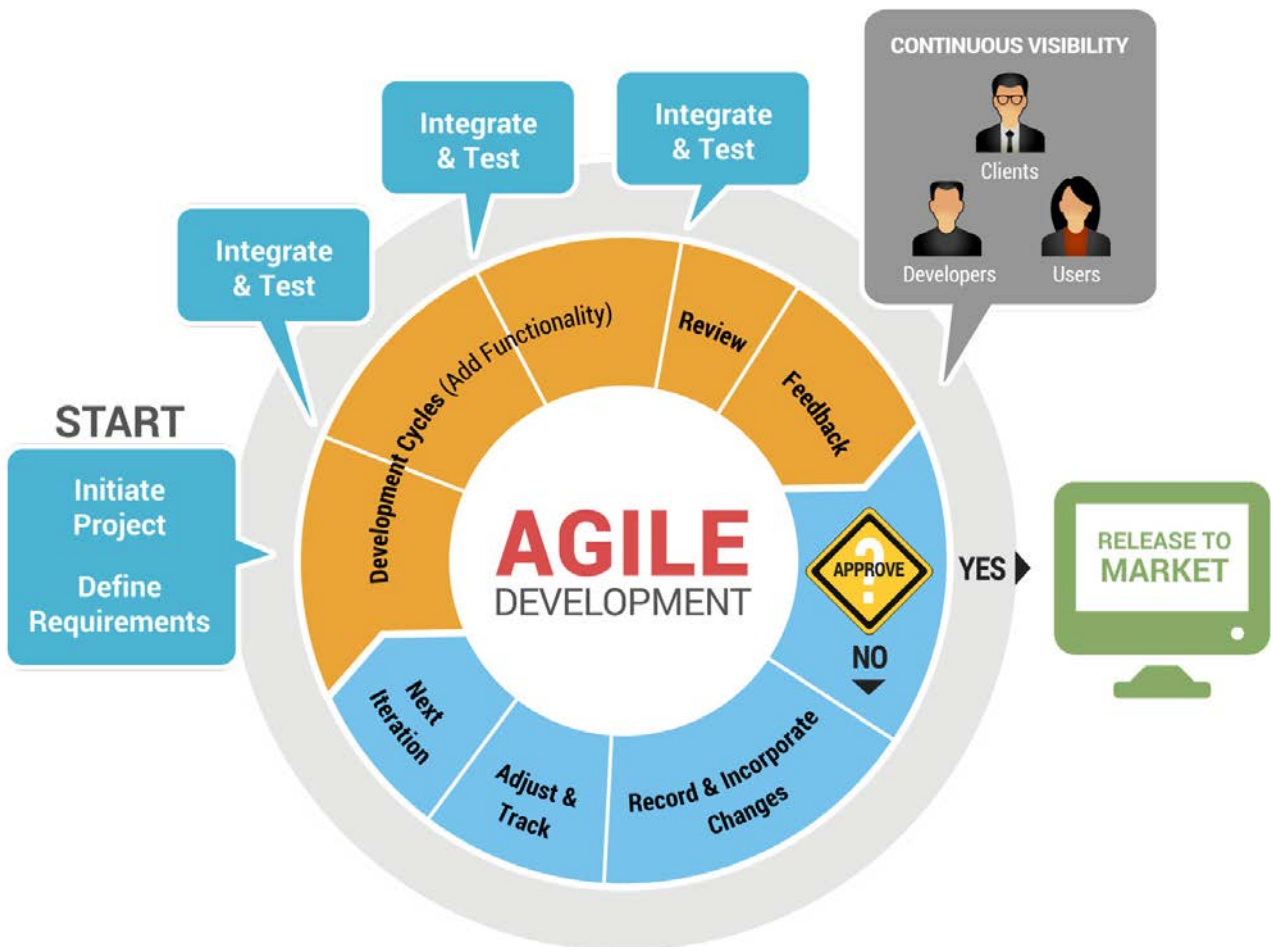 START
Initiate
Project
Define
Requirements
Integrate
& Test
Integrate
& Test
Integrate
& Test
CONTINUOUS VISIBILITY
Clients
Developers
Users
Development Cycles (Add Functionality)
Review
Feedback
AGILE
DEVELOPMENT
?
APPROVE
YES
RELEASE TO
MARKET
NO
Record & Incorporate
Changes
Adjust &
Track
Next
Iteration